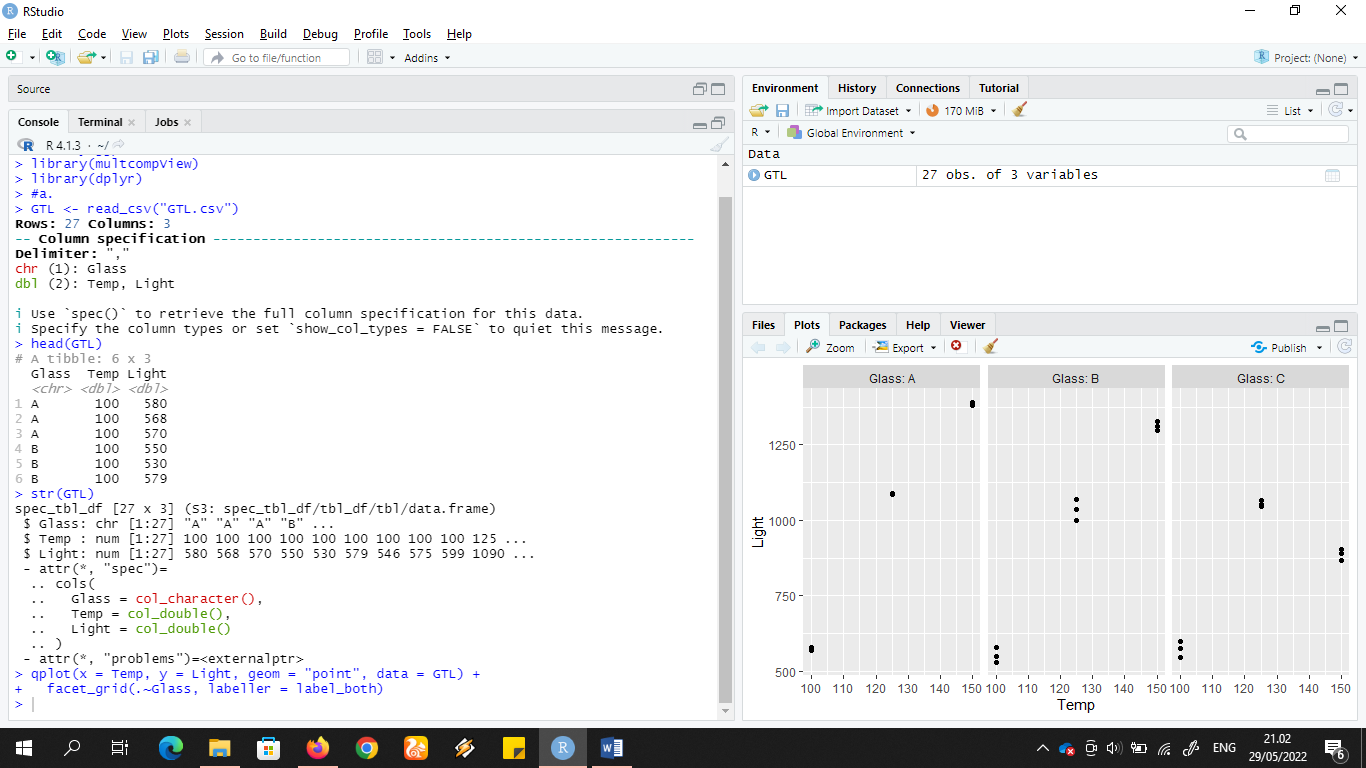 RStudio
File Edit Code View Plots Session Build Debug Profile Tools Help
Go to file/function Addins Project: (None)
Source
Console Terminal Jobs
R 4.1.3 · ~/
> library(multcompView)
> library(dplyr)
> #a.
> GTL <- read_csv("GTL.csv")
Rows: 27 Columns: 3
-- Column specification ------------------------------------------------------------
Delimiter: ","
chr (1): Glass
dbl (2): Temp, Light
i Use `spec()` to retrieve the full column specification for this data.
i Specify the column types or set `show_col_types = FALSE` to quiet this message.
> head(GTL)
# A tibble: 6 x 3
Glass Temp Light
<chr> <dbl> <dbl>
1 A 100 580
2 A 100 568
3 A 100 570
4 B 100 550
5 B 100 530
6 B 100 579
> str(GTL)
spec_tbl_df [27 x 3] (S3: spec_tbl_df/tbl_df/tbl/data.frame)
$ Glass: chr [1:27] "A" "A" "A" "B" ...
$ Temp : num [1:27] 100 100 100 100 100 100 100 100 100 125 ...
$ Light: num [1:27] 580 568 570 550 530 579 546 575 599 1090 ...
- attr(*, "spec")=
.. cols(
.. Glass = col_character(),
.. Temp = col_double(),
.. Light = col_double()
.. )
- attr(*, "problems")=<externalptr>
> qplot(x = Temp, y = Light, geom = "point", data = GTL) +
+ facet_grid(.~Glass, labeller = label_both)
>
Environment History Connections Tutorial
Import Dataset 170 MiB List
R Global Environment
Data
GTL 27 obs. of 3 variables
Files Plots Packages Help Viewer
Zoom Export Publish
Glass: A Glass: B Glass: C
1250
1000
750
500
Light
100 110 120 130 140 150 100 110 120 130 140 150 100 110 120 130 140 150
Temp
ENG 21.02
29/05/2022
6